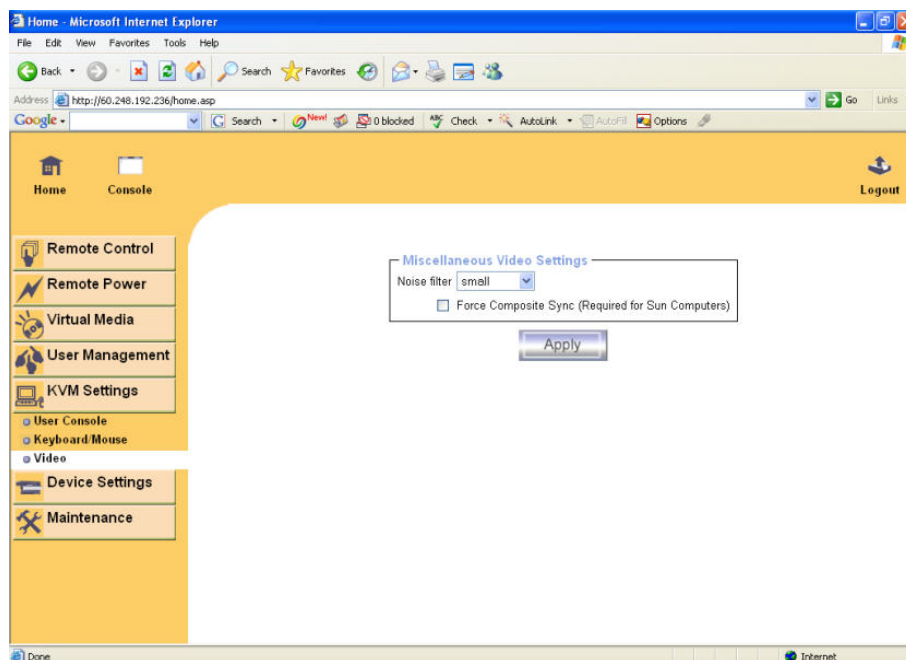 Home - Microsoft Internet Explorer
File Edit View Favorites Tools Help
Back Search Favorites
Address http://60.248.192.236/home.asp Go Links
Google Search New! 0 blocked ABC Check AutoLink AutoFill Options
Home Console Logout
Remote Control
Remote Power
Virtual Media
User Management
KVM Settings
User Console
Keyboard/Mouse
Video
Device Settings
Maintenance
Miscellaneous Video Settings
Noise filter small
Force Composite Sync (Required for Sun Computers)
Apply
Done Internet